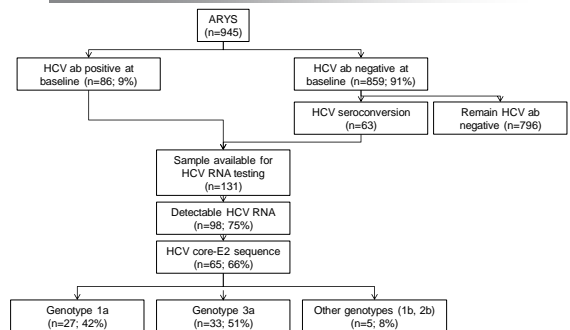 ARYS
(n=945)
HCV ab positive at
baseline (n=86; 9%)
HCV ab negative at
baseline (n=859; 91%)
HCV seroconversion
(n=63)
Remain HCV ab
negative (n=796)
Sample available for
HCV RNA testing
(n=131)
Detectable HCV RNA
(n=98; 75%)
HCV core-E2 sequence
(n=65; 66%)
Genotype 1a
(n=27; 42%)
Genotype 3a
(n=33; 51%)
Other genotypes (1b, 2b)
(n=5; 8%)